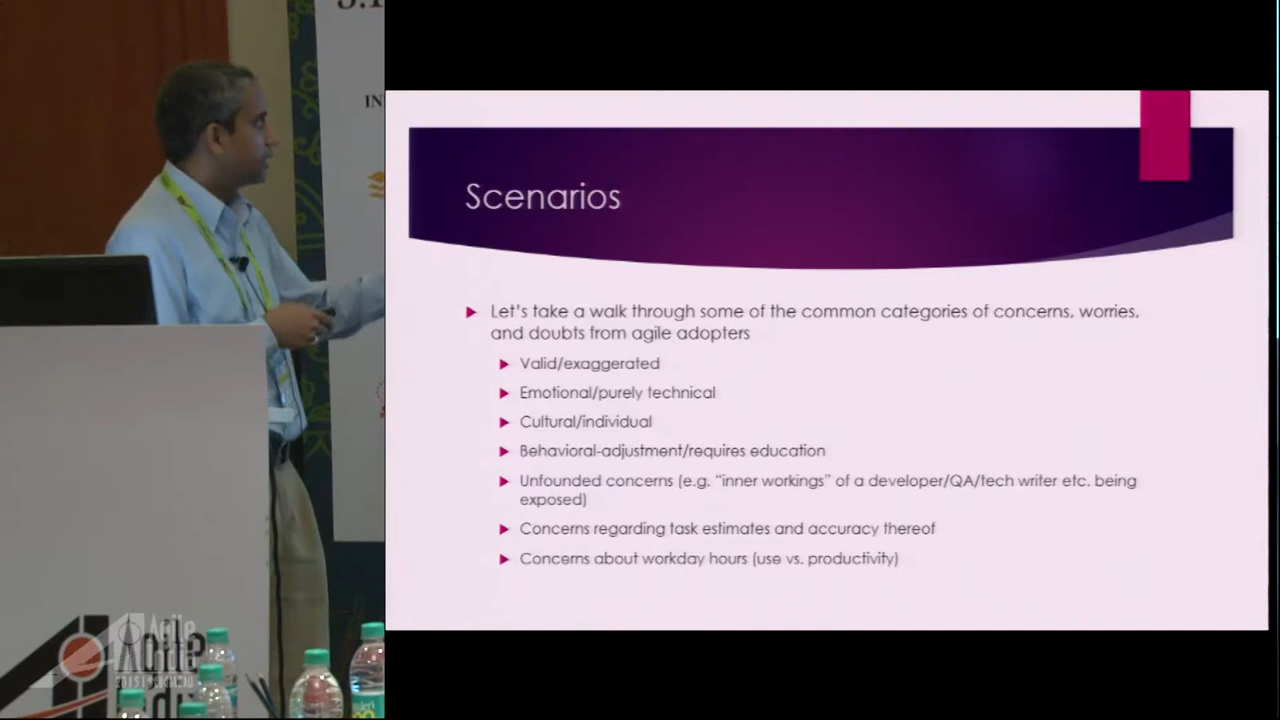 Scenarios
Let's take a walk through some of the common categories of concerns, worries,
and doubts from agile adopters
Valid/exaggerated
Emotional/purely technical
Cultural/individual
Behavioral-adjustment/requires education
Unfounded concerns (e.g. "inner workings" of a developer/QA/tech writer etc. being
exposed)
Concerns regarding task estimates and accuracy thereof
Concerns about workday hours (use vs. productivity)
Agile